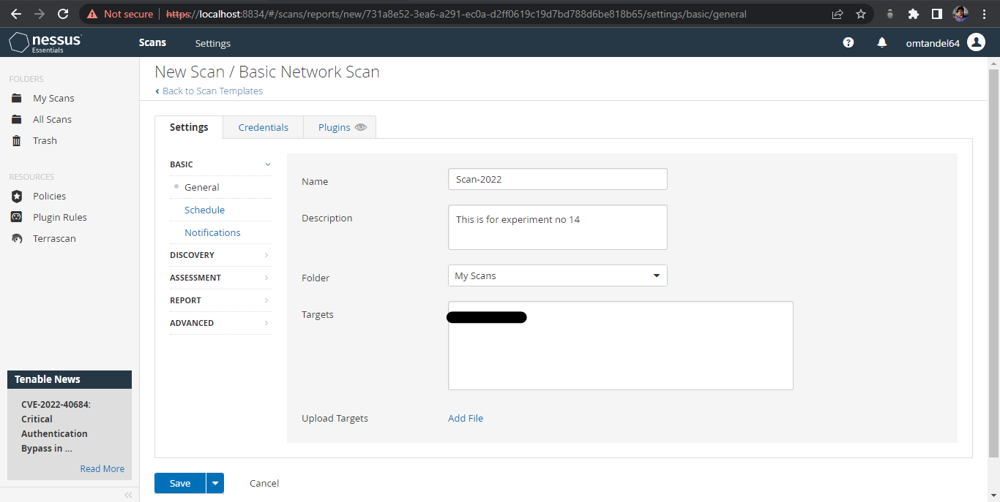 Not secure
https://localhost:8834/#/scans/reports/new/731a8e52-3ea6-a291-ec0a-d2ff0619c19d7bd788d6be818b65/settings/basic/general
nessus
Essentials
Scans
Settings
omtandel64
FOLDERS
My Scans
All Scans
Trash
RESOURCES
Policies
Plugin Rules
Terrascan
Tenable News
CVE-2022-40684:
Critical
Authentication
Bypass in ...
Read More
New Scan / Basic Network Scan
Back to Scan Templates
Settings
Credentials
Plugins
BASIC
General
Schedule
Notifications
DISCOVERY
ASSESSMENT
REPORT
ADVANCED
Name
Scan-2022
Description
This is for experiment no 14
Folder
My Scans
Targets
Upload Targets
Add File
Save
Cancel